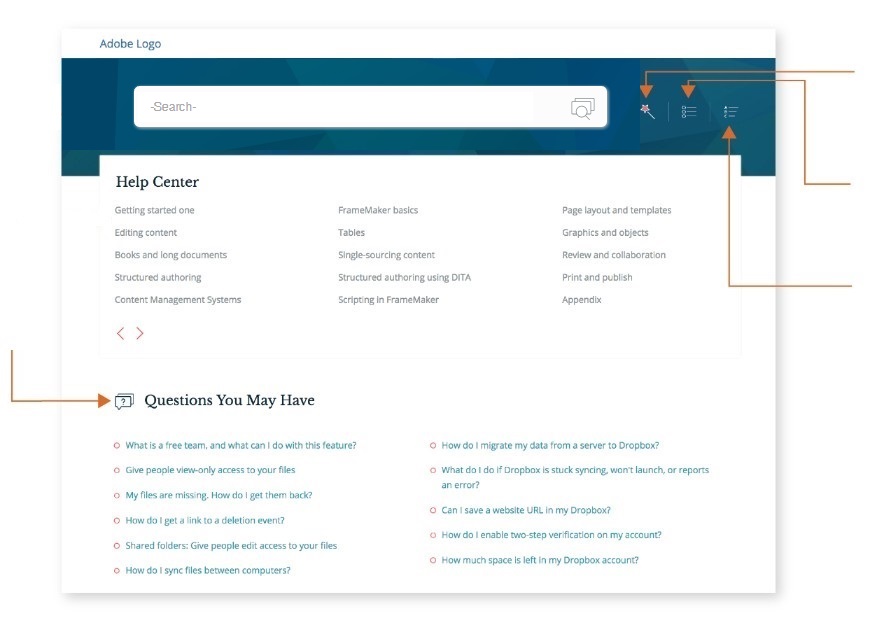 Adobe Logo
-Search-
Help Center
Getting started one
Editing content
Books and long documents
Structured authoring
Content Management Systems
FrameMaker basics
Tables
Single-sourcing content
Structured authoring using DITA
Scripting in FrameMaker
Page layout and templates
Graphics and objects
Review and collaboration
Print and publish
Appendix
Questions You May Have
What is a free team, and what can I do with this feature?
Give people view-only access to your files
My files are missing. How do I get them back?
How do I get a link to a deletion event?
Shared folders: Give people edit access to your files
How do I sync files between computers?
How do I migrate my data from a server to Dropbox?
What do I do if Dropbox is stuck syncing, won't launch, or reports
an error?
Can I save a website URL in my Dropbox?
How do I enable two-step verification on my account?
How much space is left in my Dropbox account?